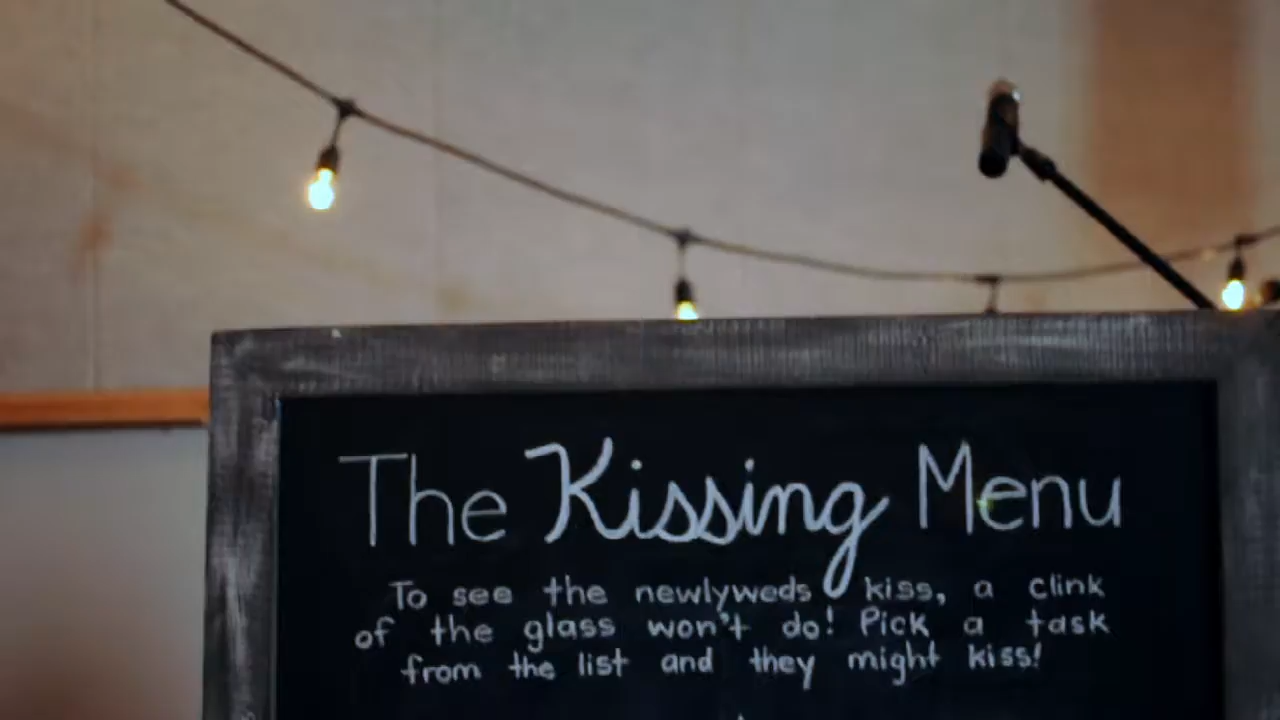 The Kissing Menu
To see the newlyweds kiss, a clink
of the glass won't do! Pick a task
from the list and they might kiss!